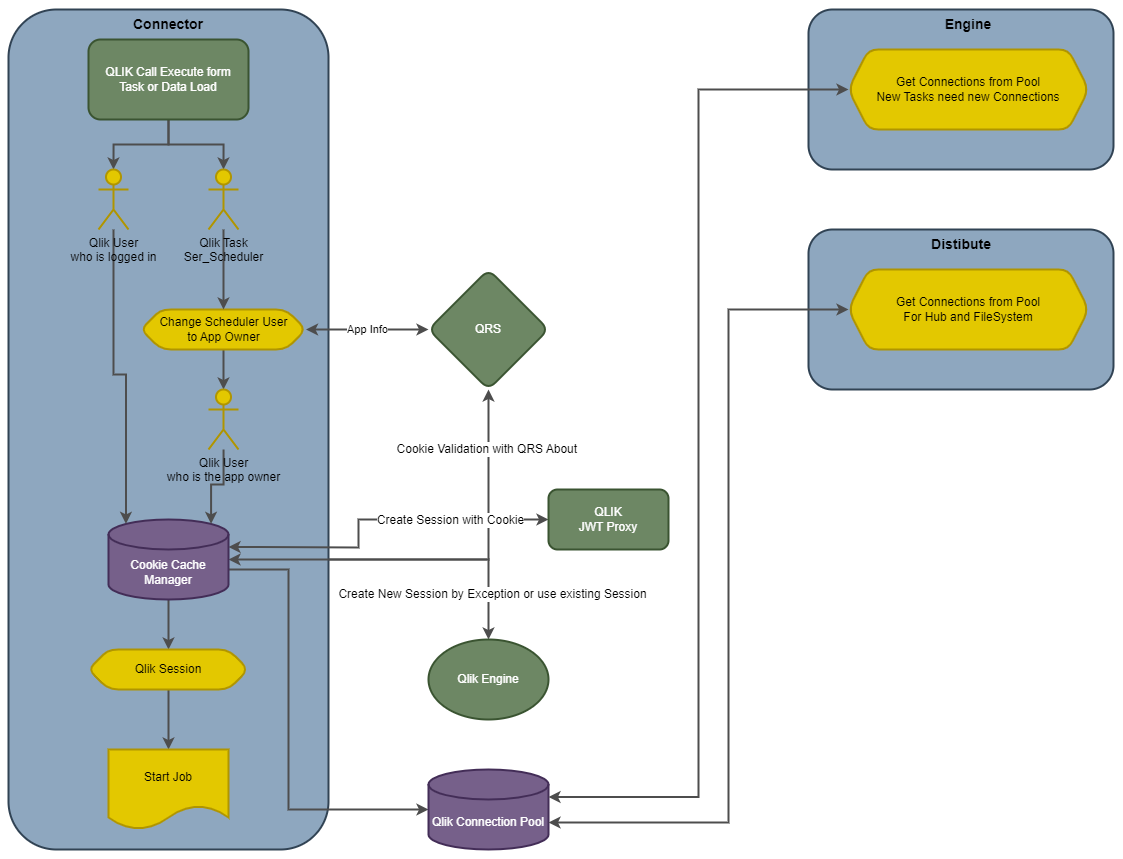 Connector
QLIK Call Execute form
Task or Data Load
Qlik User
who is logged in
Qlik Task
Ser_Scheduler
Change Scheduler User
to App Owner
App Info
QRS
Qlik User
who is the app owner
Cookie Validation with QRS About
Create Session with Cookie
QLIK
JWT Proxy
Cookie Cache
Manager
Create New Session by Exception or use existing Session
Qlik Session
Qlik Engine
Start Job
Qlik Connection Pool
Engine
Get Connections from Pool
New Tasks need new Connections
Distibute
Get Connections from Pool
For Hub and FileSystem